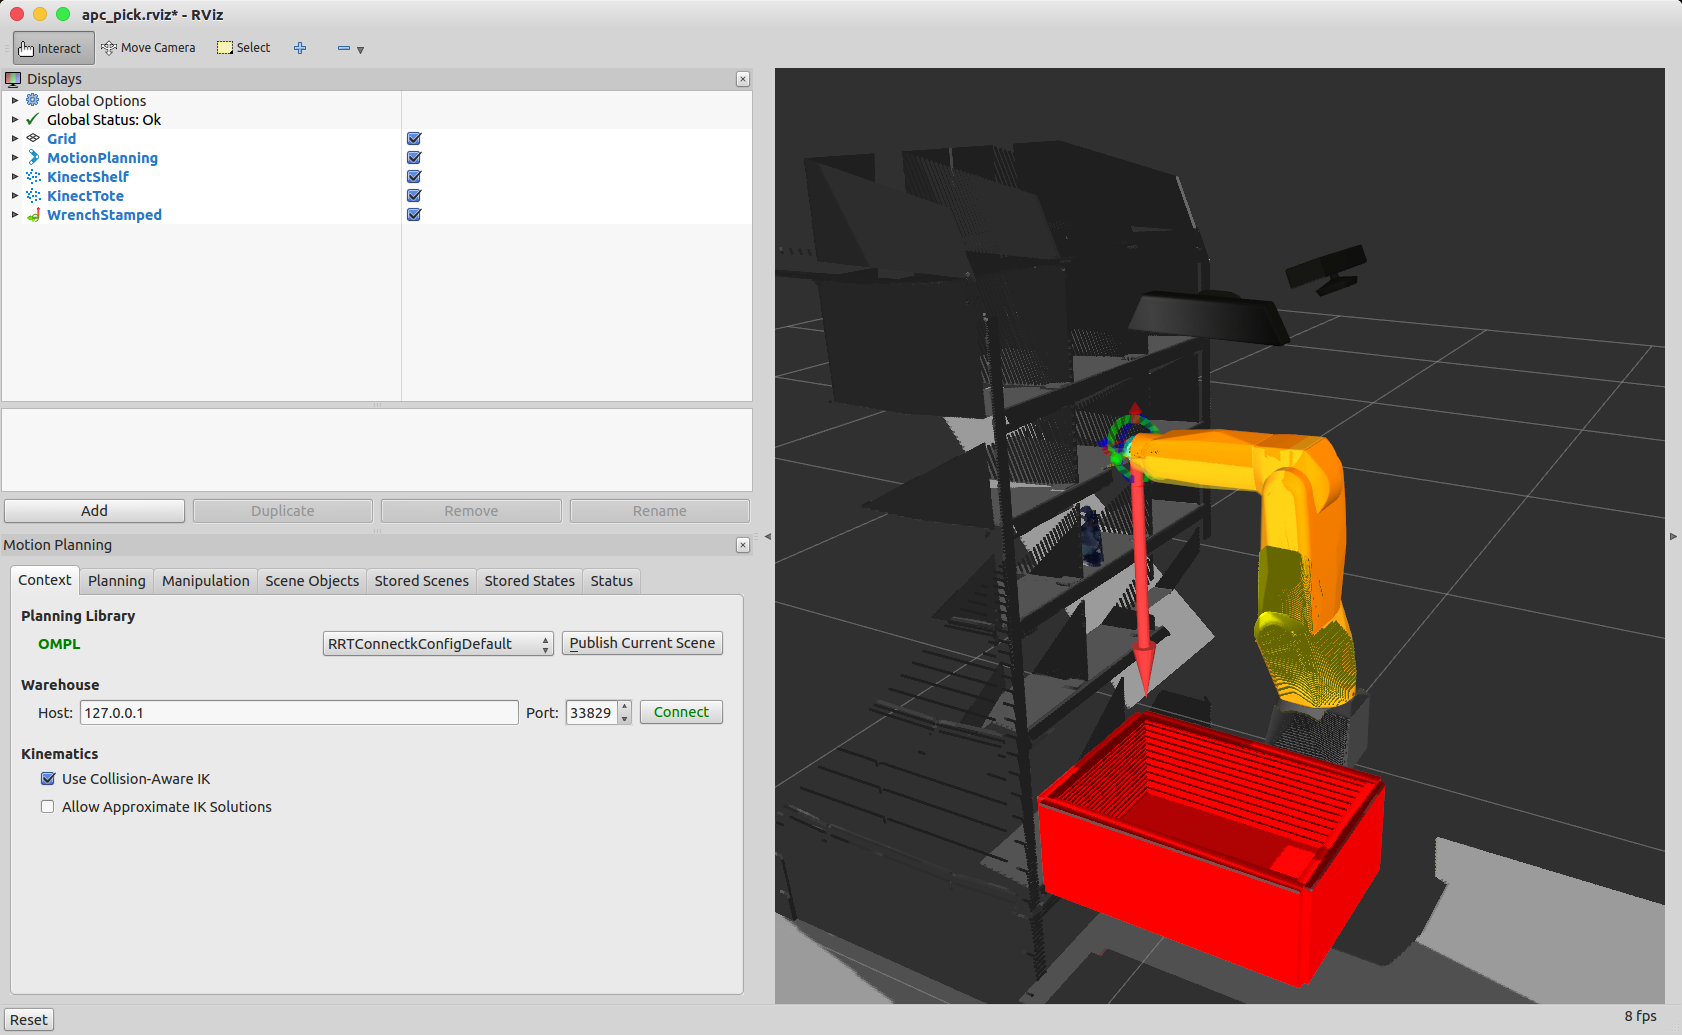 apc_pick.rviz* - RViz
Interact Move Camera Select
Displays
Global Options
Global Status: Ok
Grid
MotionPlanning
KinectShelf
KinectTote
WrenchStamped
Add Duplicate Remove Rename
Motion Planning
Context Planning Manipulation Scene Objects Stored Scenes Stored States Status
Planning Library
OMPL RRTConnectkConfigDefault Publish Current Scene
Warehouse
Host: 127.0.0.1 Port: 33829 Connect
Kinematics
Use Collision-Aware IK
Allow Approximate IK Solutions
Reset 8 fps